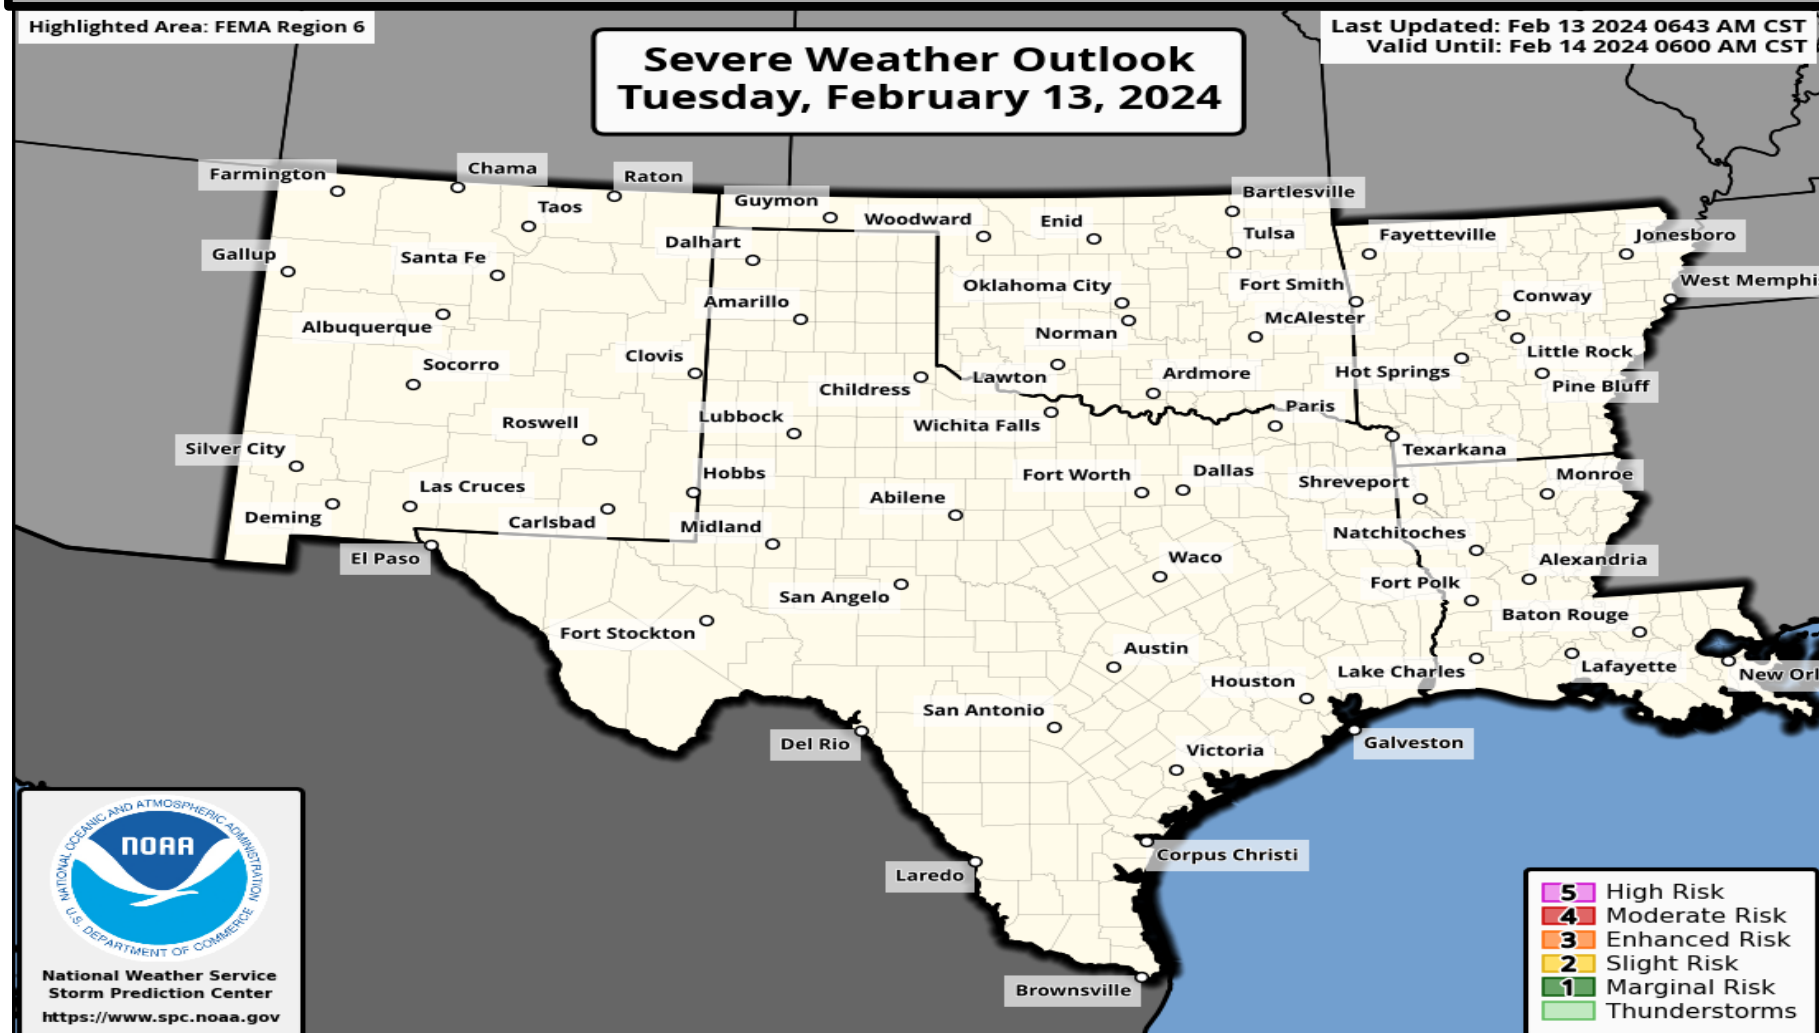 Highlighted Area: FEMA Region 6
Last Updated: Feb 13 2024 0643 AM CST
Valid Until: Feb 14 2024 0600 AM CST
Severe Weather Outlook
Tuesday, February 13, 2024
Farmington
Chama
Raton
Taos
Guymon
Woodward
Enid
Bartlesville
Tulsa
Fayetteville
Jonesboro
Gallup
Santa Fe
Dalhart
Oklahoma City
Fort Smith
Conway
West Memphi
Albuquerque
Amarillo
Norman
McAlester
Little Rock
Socorro
Clovis
Childress
Lawton
Ardmore
Hot Springs
Pine Bluff
Roswell
Lubbock
Wichita Falls
Paris
Texarkana
Silver City
Las Cruces
Hobbs
Abilene
Fort Worth
Dallas
Shreveport
Monroe
Deming
Carlsbad
Midland
Natchitoches
El Paso
San Angelo
Waco
Fort Polk
Alexandria
Fort Stockton
Austin
Baton Rouge
Houston
Lake Charles
Lafayette
New Orl
San Antonio
Del Rio
Victoria
Galveston
Laredo
Corpus Christi
Brownsville
NATIONAL OCEANIC AND ATMOSPHERIC ADMINISTRATION
NOAA
U.S. DEPARTMENT OF COMMERCE
National Weather Service
Storm Prediction Center
https://www.spc.noaa.gov
5 High Risk
4 Moderate Risk
3 Enhanced Risk
2 Slight Risk
1 Marginal Risk
Thunderstorms